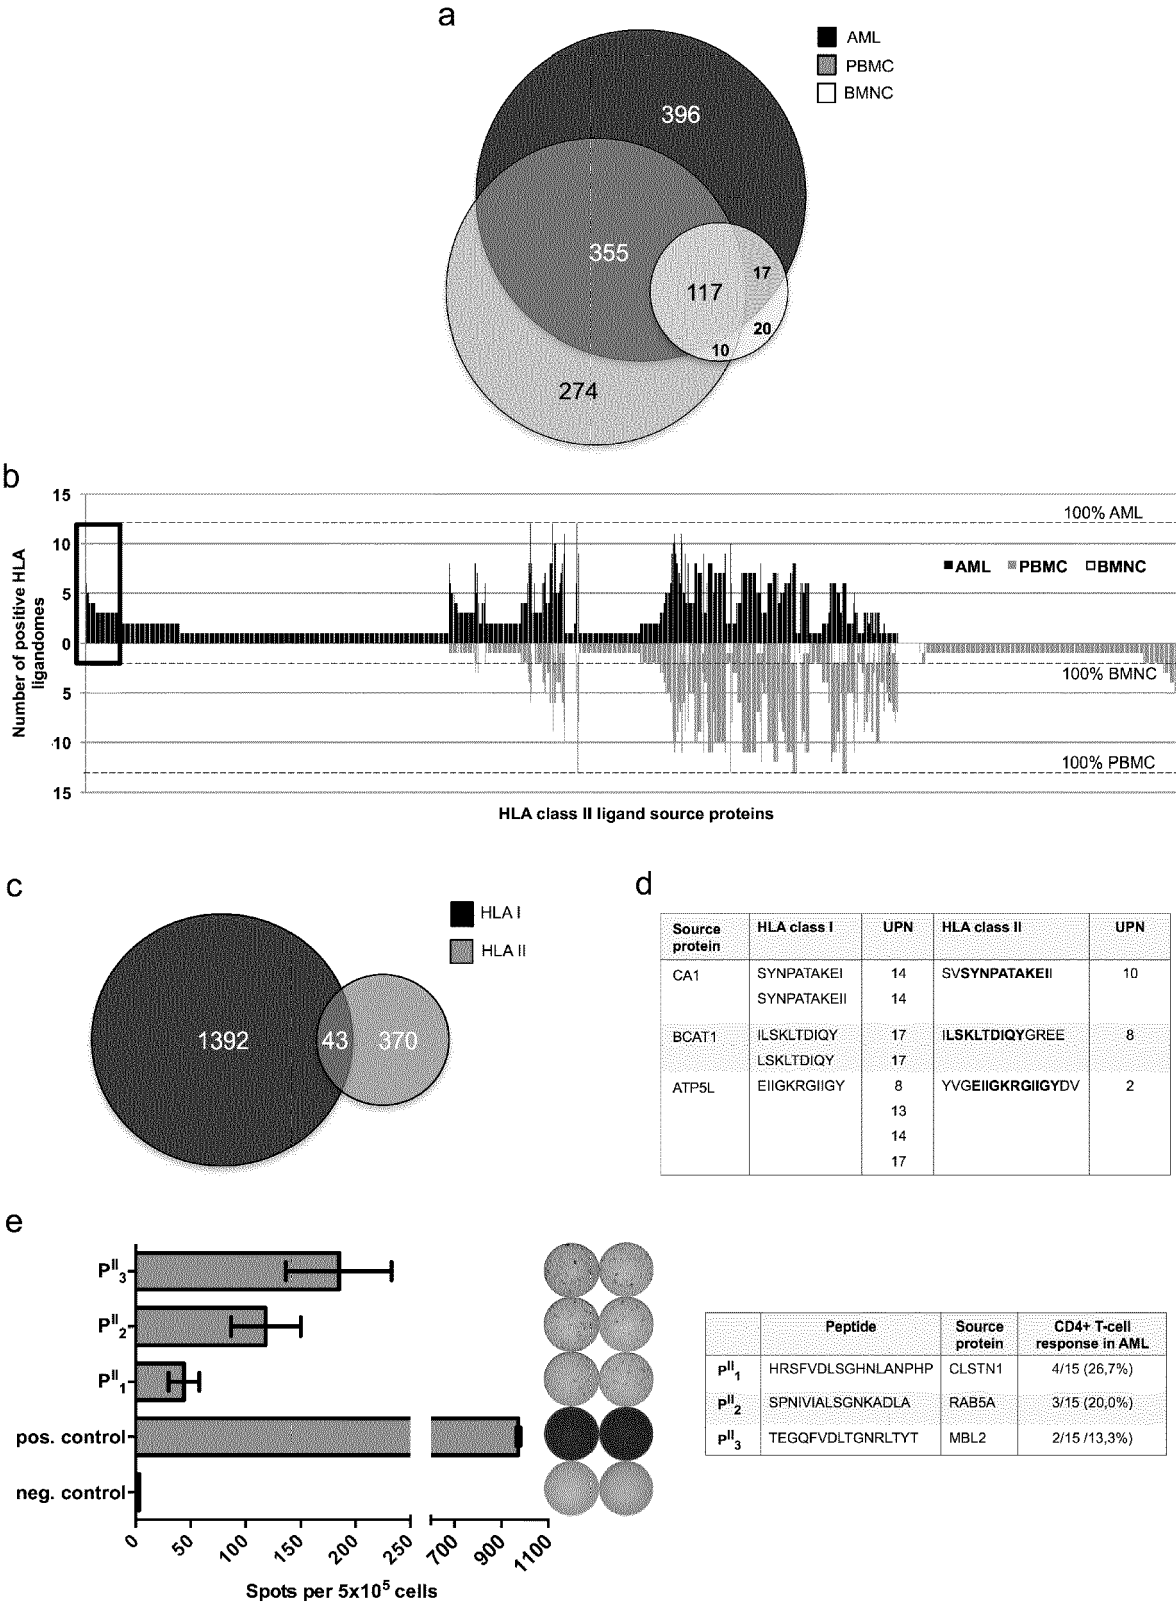 a
AML
PBMC
BMNC
396
355
117
17
20
10
274
b
Number of positive HLA
ligandomes
15
10
5
0
5
10
15
100% AML
AML PBMC BMNC
100% BMNC
100% PBMC
HLA class II ligand source proteins
c
HLA I
HLA II
1392
43
370
d
Source protein HLA class I UPN HLA class II UPN
CA1 SYNPATAKEI 14 SVSYNPATAKEII 10
SYNPATAKEII 14
BCAT1 ILSKLTDIQY 17 ILSKLTDIQYGREE 8
LSKLTDIQY 17
ATP5L EIIGKRGIIGY 8 YVGEIIGKRGIIGYDV 2
13
14
17
e
PII3
PII2
PII1
pos. control
neg. control
0 50 100 150 200 250 700 900 1100
Spots per 5x10^5 cells
Peptide Source protein CD4+ T-cell response in AML
PII1 HRSFVDLSGHNLANPHP CLSTN1 4/15 (26,7%)
PII2 SPNIVIALSGNKADLA RAB5A 3/15 (20,0%)
PII3 TEGQFVDLTGNRLTYT MBL2 2/15 /13,3%)